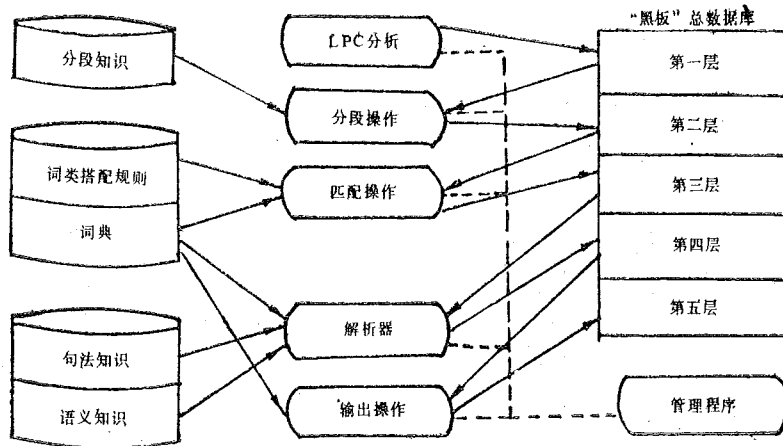 “黑板”总数据库
分段知识
LPC分析
第一层
分段操作
第二层
词类搭配规则
匹配操作
第三层
词典
第四层
解析器
第五层
句法知识
语义知识
输出操作
管理程序